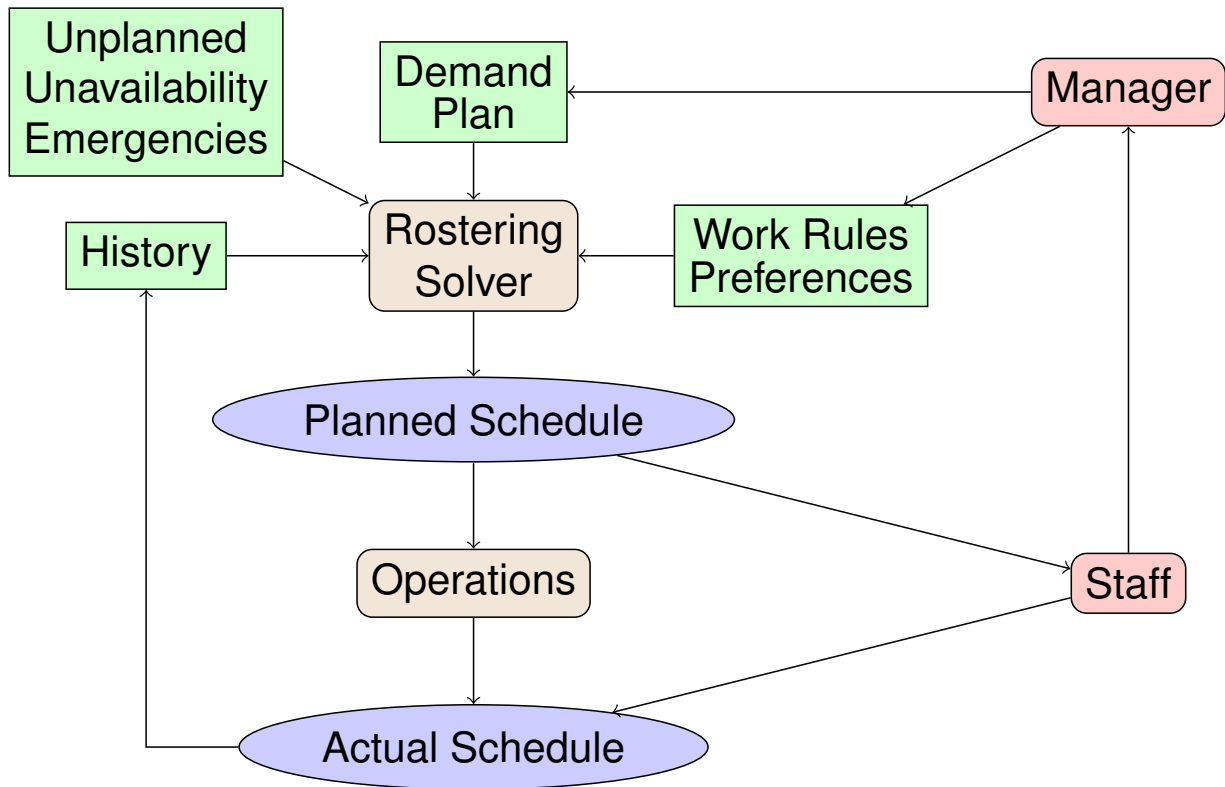 Unplanned
Unavailability
Emergencies
Demand
Plan
Manager
History
Rostering
Solver
Work Rules
Preferences
Planned Schedule
Operations
Staff
Actual Schedule